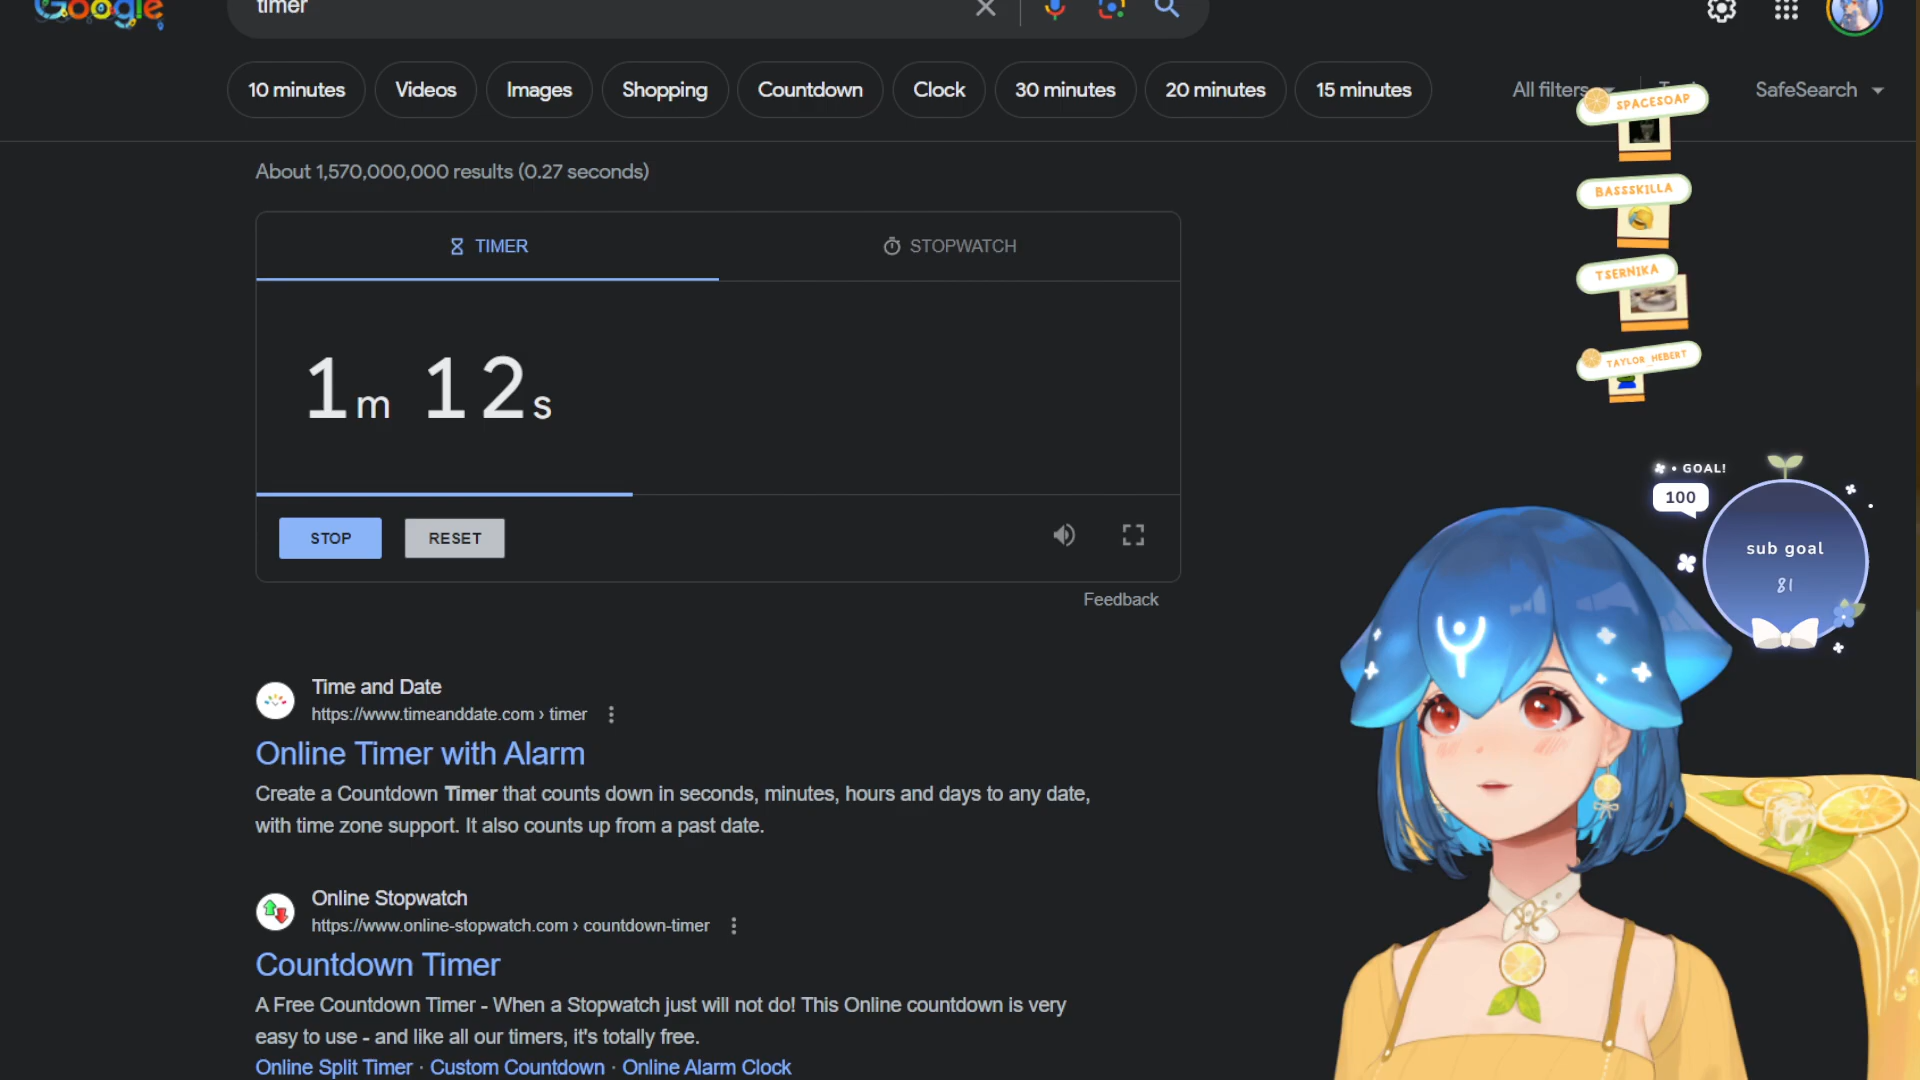 Google
timer
10 minutes
Videos
Images
Shopping
Countdown
Clock
30 minutes
20 minutes
15 minutes
All filters
SafeSearch
About 1,570,000,000 results (0.27 seconds)
TIMER
STOPWATCH
1m 12s
STOP
RESET
Feedback
Time and Date
https://www.timeanddate.com › timer
Online Timer with Alarm
Create a Countdown Timer that counts down in seconds, minutes, hours and days to any date,
with time zone support. It also counts up from a past date.
Online Stopwatch
https://www.online-stopwatch.com › countdown-timer
Countdown Timer
A Free Countdown Timer - When a Stopwatch just will not do! This Online countdown is very
easy to use - and like all our timers, it's totally free.
Online Split Timer · Custom Countdown · Online Alarm Clock
SPACESOAP
BASSSKILLA
TSERNIKA
TAYLOR_HEBERT
• GOAL!
100
sub goal
81